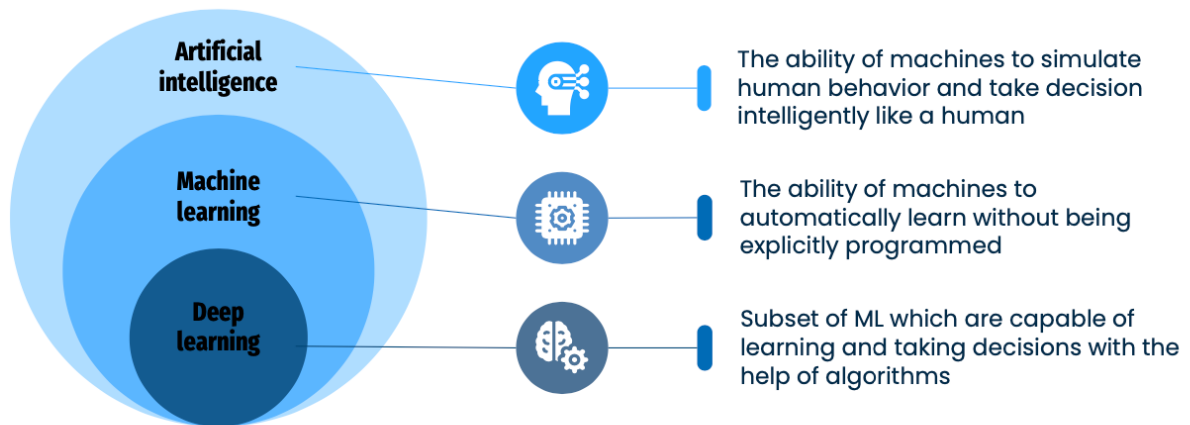 Artificial
intelligence
The ability of machines to simulate
human behavior and take decision
intelligently like a human
Machine
learning
The ability of machines to
automatically learn without being
explicitly programmed
Deep
learning
Subset of ML which are capable of
learning and taking decisions with the
help of algorithms